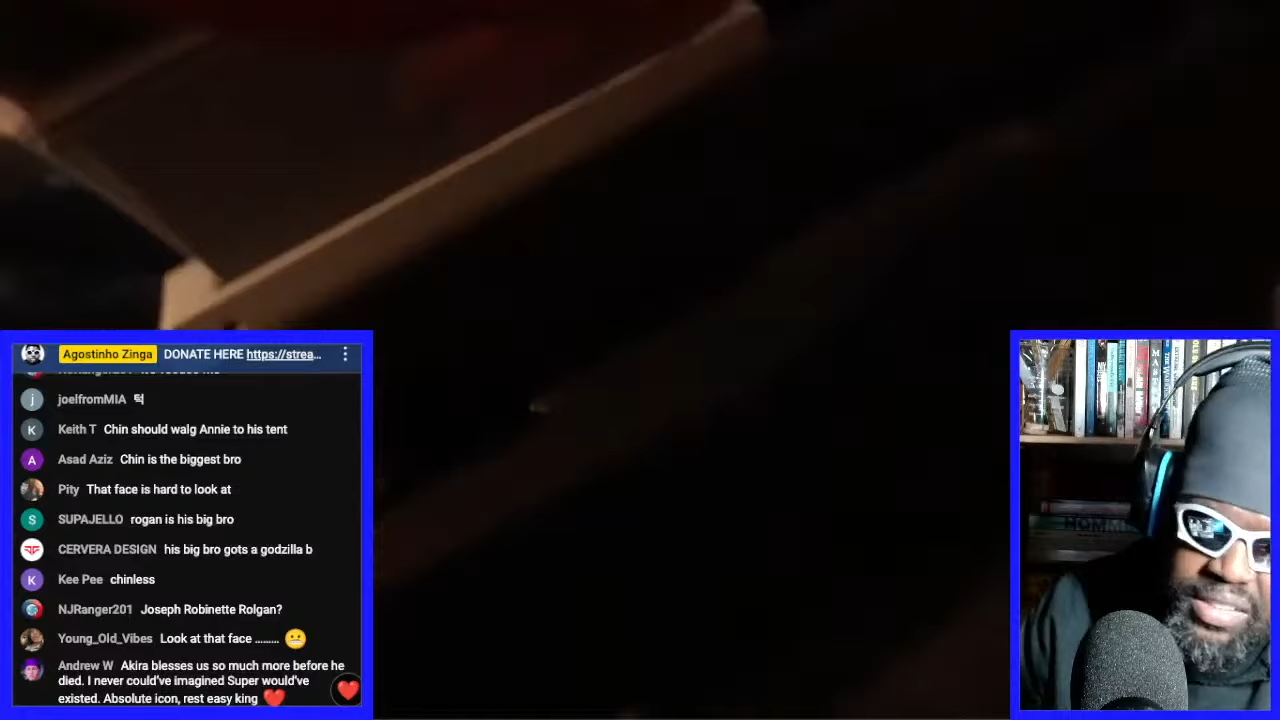 Agostinho Zinga DONATE HERE https://strea...
joelfromMIA 턱
Keith T Chin should walg Annie to his tent
Asad Aziz Chin is the biggest bro
Pity That face is hard to look at
SUPAJELLO rogan is his big bro
CERVERA DESIGN his big bro gots a godzilla b
Kee Pee chinless
NJRanger201 Joseph Robinette Rolgan?
Young_Old_Vibes Look at that face .........
Andrew W Akira blesses us so much more before he
died. I never could've imagined Super would've
existed. Absolute icon, rest easy king